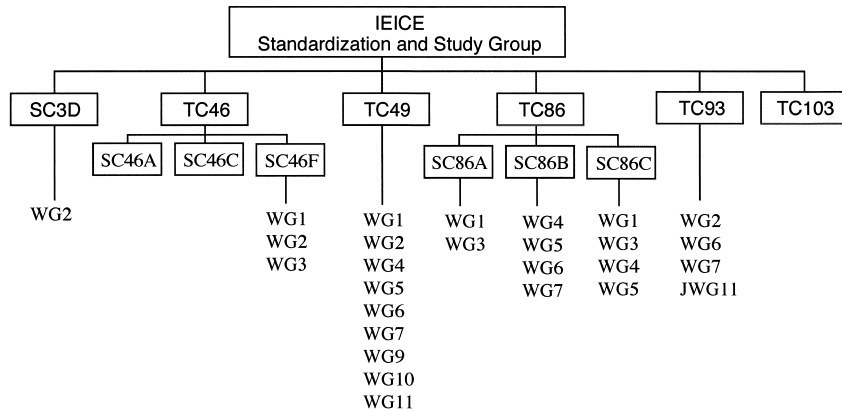 IEICE
Standardization and Study Group
SC3D
TC46
TC49
TC86
TC93
TC103
SC46A
SC46C
SC46F
SC86A
SC86B
SC86C
WG2
WG1
WG2
WG3
WG1
WG2
WG4
WG5
WG6
WG7
WG9
WG10
WG11
WG1
WG3
WG4
WG5
WG6
WG7
WG1
WG3
WG4
WG5
WG2
WG6
WG7
JWG11